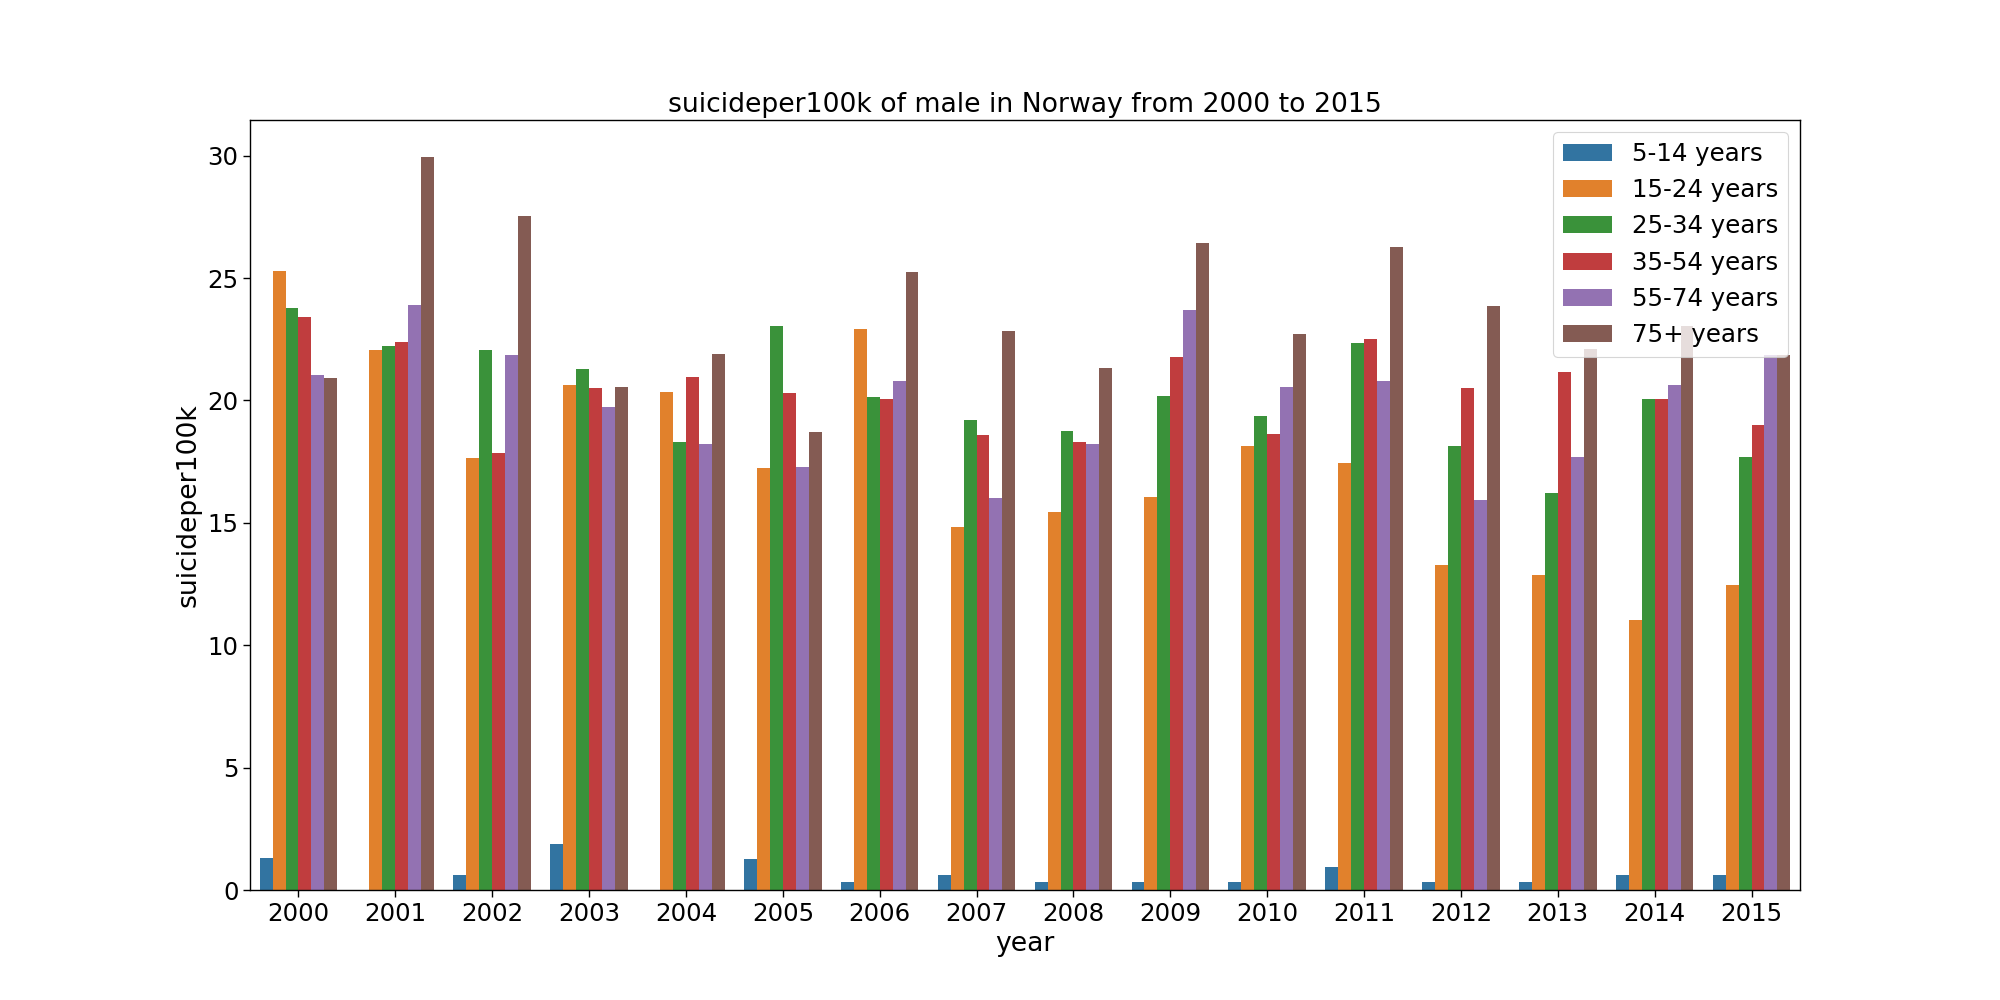 suicideper100k of male in Norway from 2000 to 2015
30
25
20
15
10
5
0
suicideper100k
5-14 years
15-24 years
25-34 years
35-54 years
55-74 years
75+ years
2000 2001 2002 2003 2004 2005 2006 2007 2008 2009 2010 2011 2012 2013 2014 2015
year